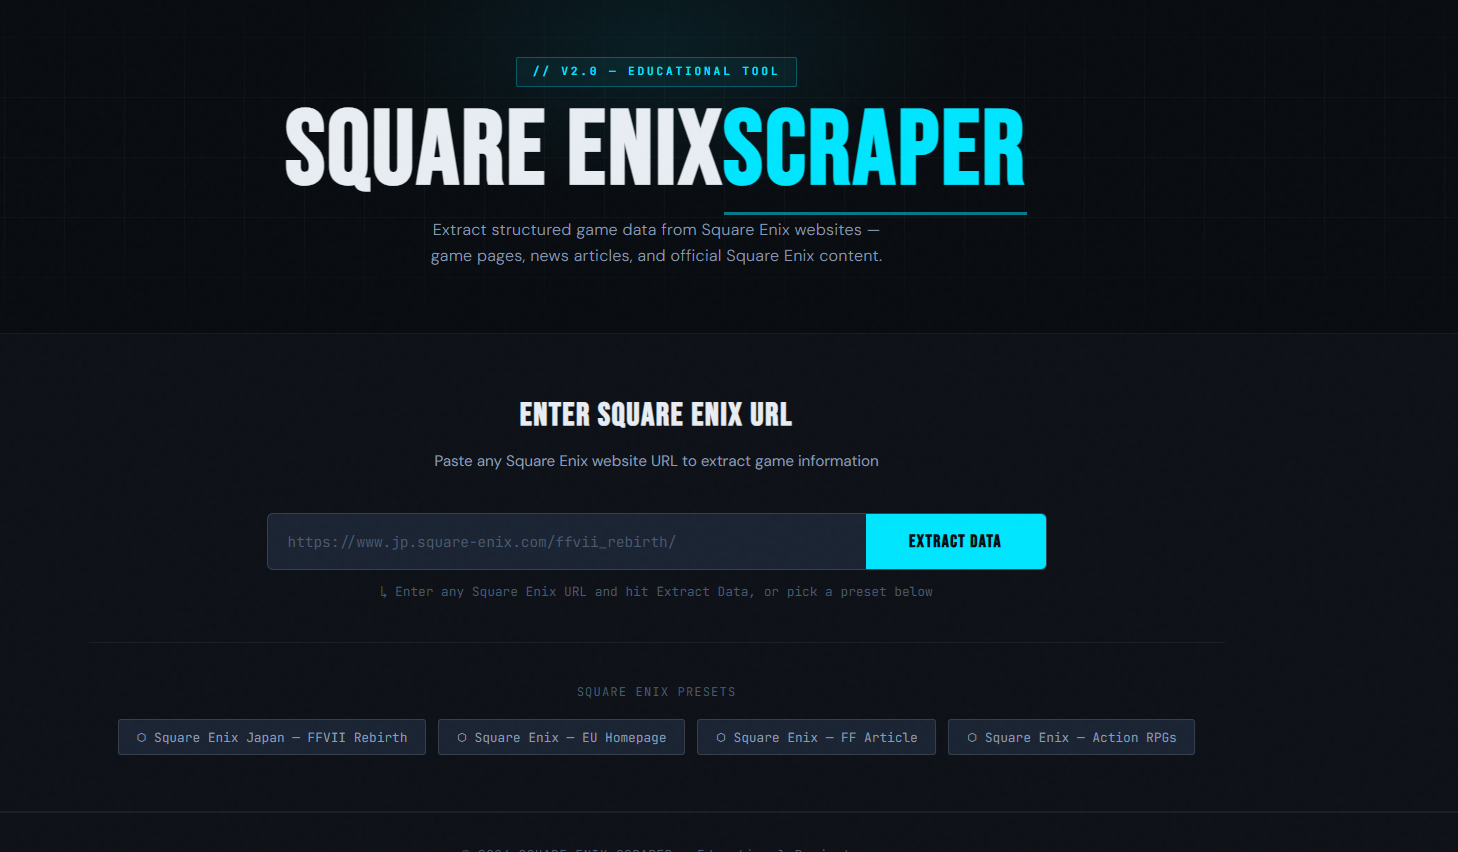 // V2.0 — EDUCATIONAL TOOL
SQUARE ENIXSCRAPER
Extract structured game data from Square Enix websites —
game pages, news articles, and official Square Enix content.
ENTER SQUARE ENIX URL
Paste any Square Enix website URL to extract game information
https://www.jp.square-enix.com/ffvii_rebirth/
EXTRACT DATA
↳ Enter any Square Enix URL and hit Extract Data, or pick a preset below
SQUARE ENIX PRESETS
⬡ Square Enix Japan — FFVII Rebirth
⬡ Square Enix — EU Homepage
⬡ Square Enix — FF Article
⬡ Square Enix — Action RPGs